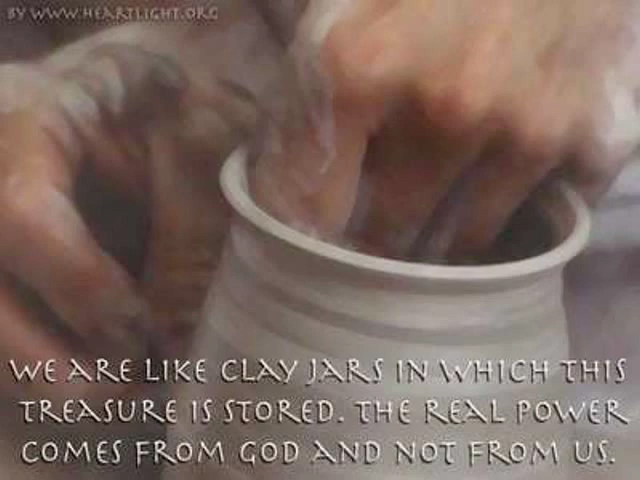 BY WWW.HEARTLIGHT.ORG
WE ARE LIKE CLAY JARS IN WHICH THIS
TREASURE IS STORED. THE REAL POWER
COMES FROM GOD AND NOT FROM US.